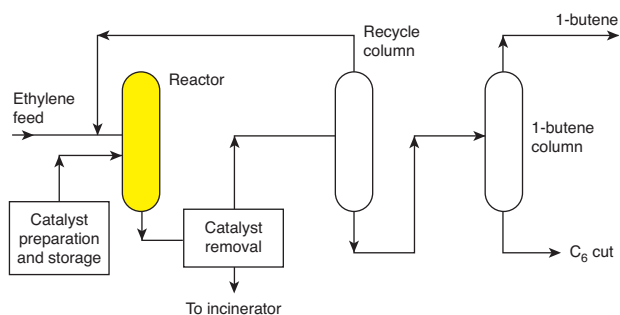 1-butene
Recycle
column
Reactor
Ethylene
feed
1-butene
column
Catalyst
preparation
and storage
Catalyst
removal
C₆ cut
To incinerator